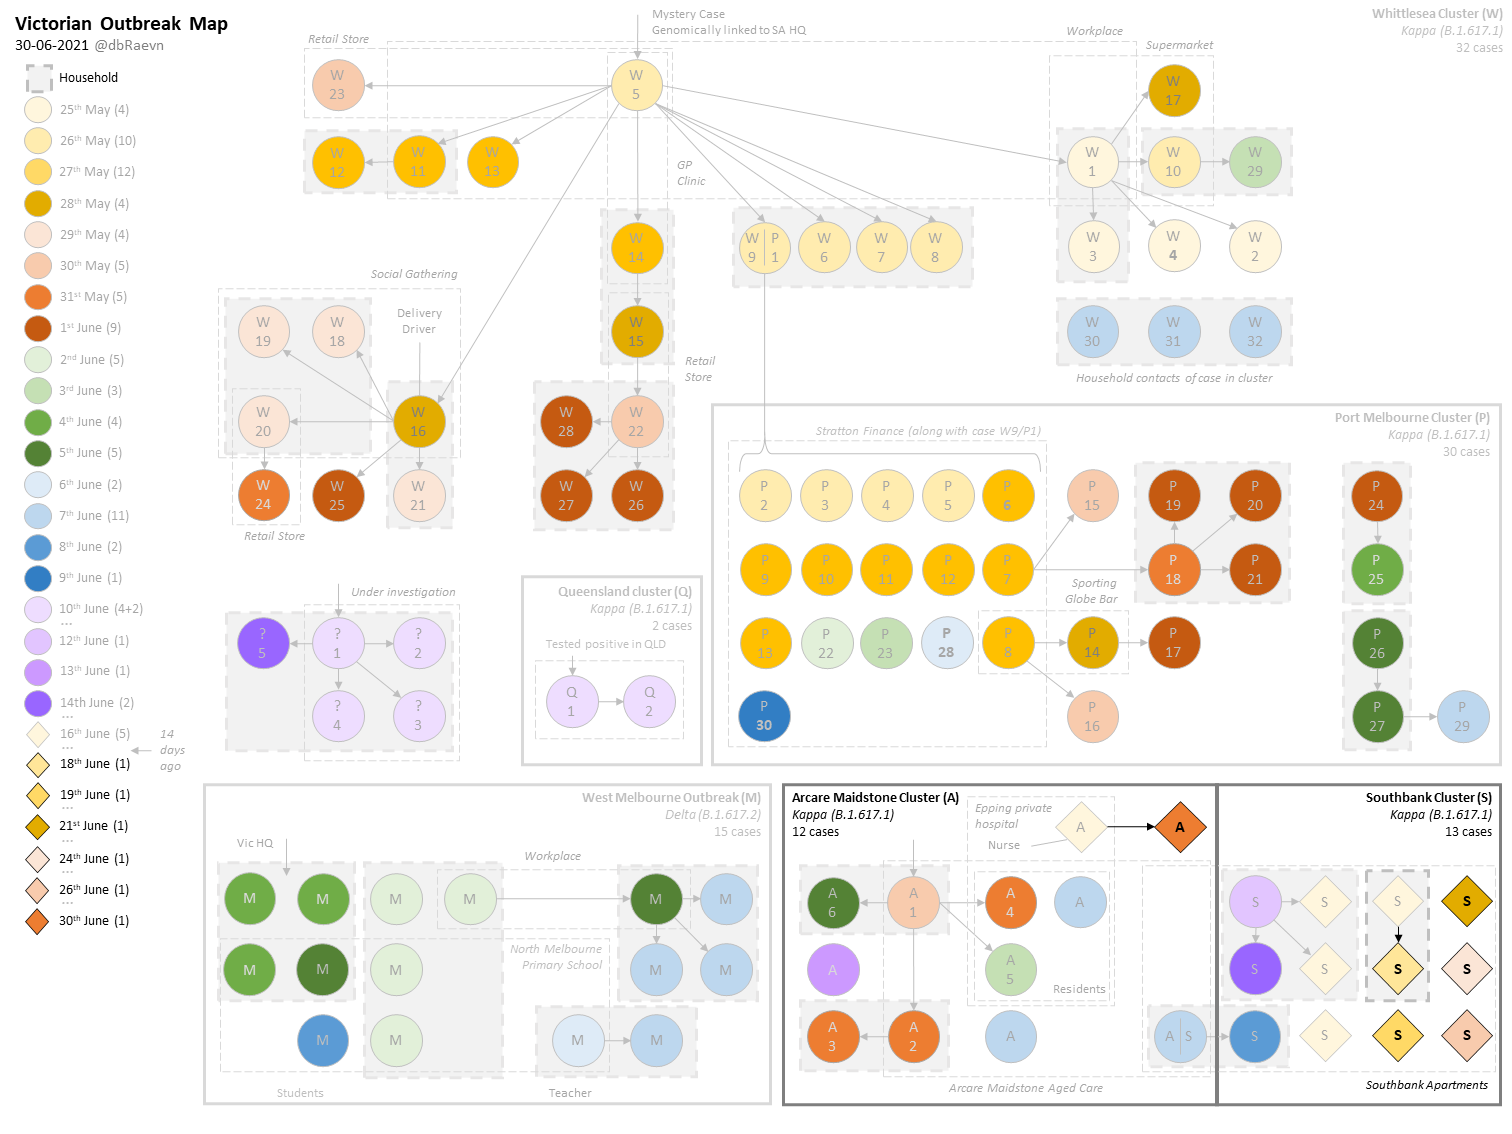 Victorian Outbreak Map
30-06-2021 @dbRaevn
Household
25th May (4)
26th May (10)
27th May (12)
28th May (4)
29th May (4)
30th May (5)
31st May (5)
1st June (9)
2nd June (5)
3rd June (3)
4th June (4)
5th June (5)
6th June (2)
7th June (11)
8th June (2)
9th June (1)
10th June (4+2)
...
12th June (1)
13th June (1)
14th June (2)
...
16th June (5)
...
14
days
ago
18th June (1)
19th June (1)
...
21st June (1)
...
24th June (1)
26th June (1)
...
30th June (1)
Mystery Case
Genomically linked to SA HQ
Whittlesea Cluster (W)
Kappa (B.1.617.1)
32 cases
Retail Store
Workplace
Supermarket
W
23
W
5
W
17
W
12
W
11
W
13
GP
Clinic
W
1
W
10
W
29
W
14
W
9
P
1
W
6
W
7
W
8
W
3
W
4
W
2
Social Gathering
W
19
W
18
Delivery
Driver
W
15
W
30
W
31
W
32
Household contacts of case in cluster
Retail
Store
W
20
W
16
W
28
W
22
W
24
W
25
W
21
W
27
W
26
Retail Store
Port Melbourne Cluster (P)
Kappa (B.1.617.1)
30 cases
Stratton Finance (along with case W9/P1)
P
2
P
3
P
4
P
5
P
6
P
15
P
19
P
20
P
24
P
9
P
10
P
11
P
12
P
7
P
18
P
21
P
25
Sporting
Globe Bar
P
13
P
22
P
23
P
28
P
8
P
14
P
17
P
26
P
30
P
16
P
27
P
29
Under investigation
?
5
?
1
?
2
?
4
?
3
Queensland cluster (Q)
Kappa (B.1.617.1)
2 cases
Tested positive in QLD
Q
1
Q
2
West Melbourne Outbreak (M)
Delta (B.1.617.2)
15 cases
Vic HQ
Workplace
M
M
M
M
M
M
North Melbourne
Primary School
M
M
M
M
M
M
M
M
M
Students
Teacher
Arcare Maidstone Cluster (A)
Kappa (B.1.617.1)
12 cases
Epping private
hospital
Nurse
A
A
A
6
A
1
A
4
A
A
A
5
Residents
A
3
A
2
A
A
S
Arcare Maidstone Aged Care
Southbank Cluster (S)
Kappa (B.1.617.1)
13 cases
S
S
S
S
S
S
S
S
S
S
S
S
Southbank Apartments